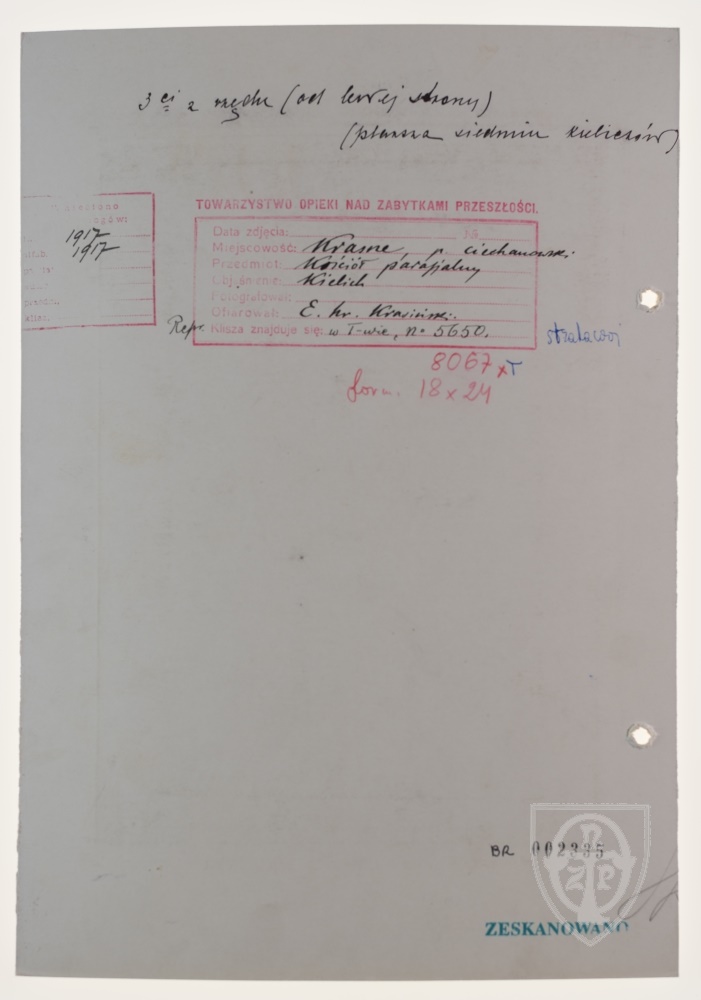 3 ci z rzędu (od lewej strony)
(plansza siedmiu kielichów)
1917
1917
TOWARZYSTWO OPIEKI NAD ZABYTKAMI PRZESZŁOŚCI.
Data zdjęcia:
Miejscowość: Krasne, p. ciechanowski
Przedmiot: Kościół parafjalny
Objaśnienie: Kielich
Fotografował:
Ofiarował: E. hr. Krasiński.
Repr. Klisza znajduje się: w T-wie, No 5650.
8067 x T
form. 18 x 24
BR 002335
TOnZP
ZESKANOWANO